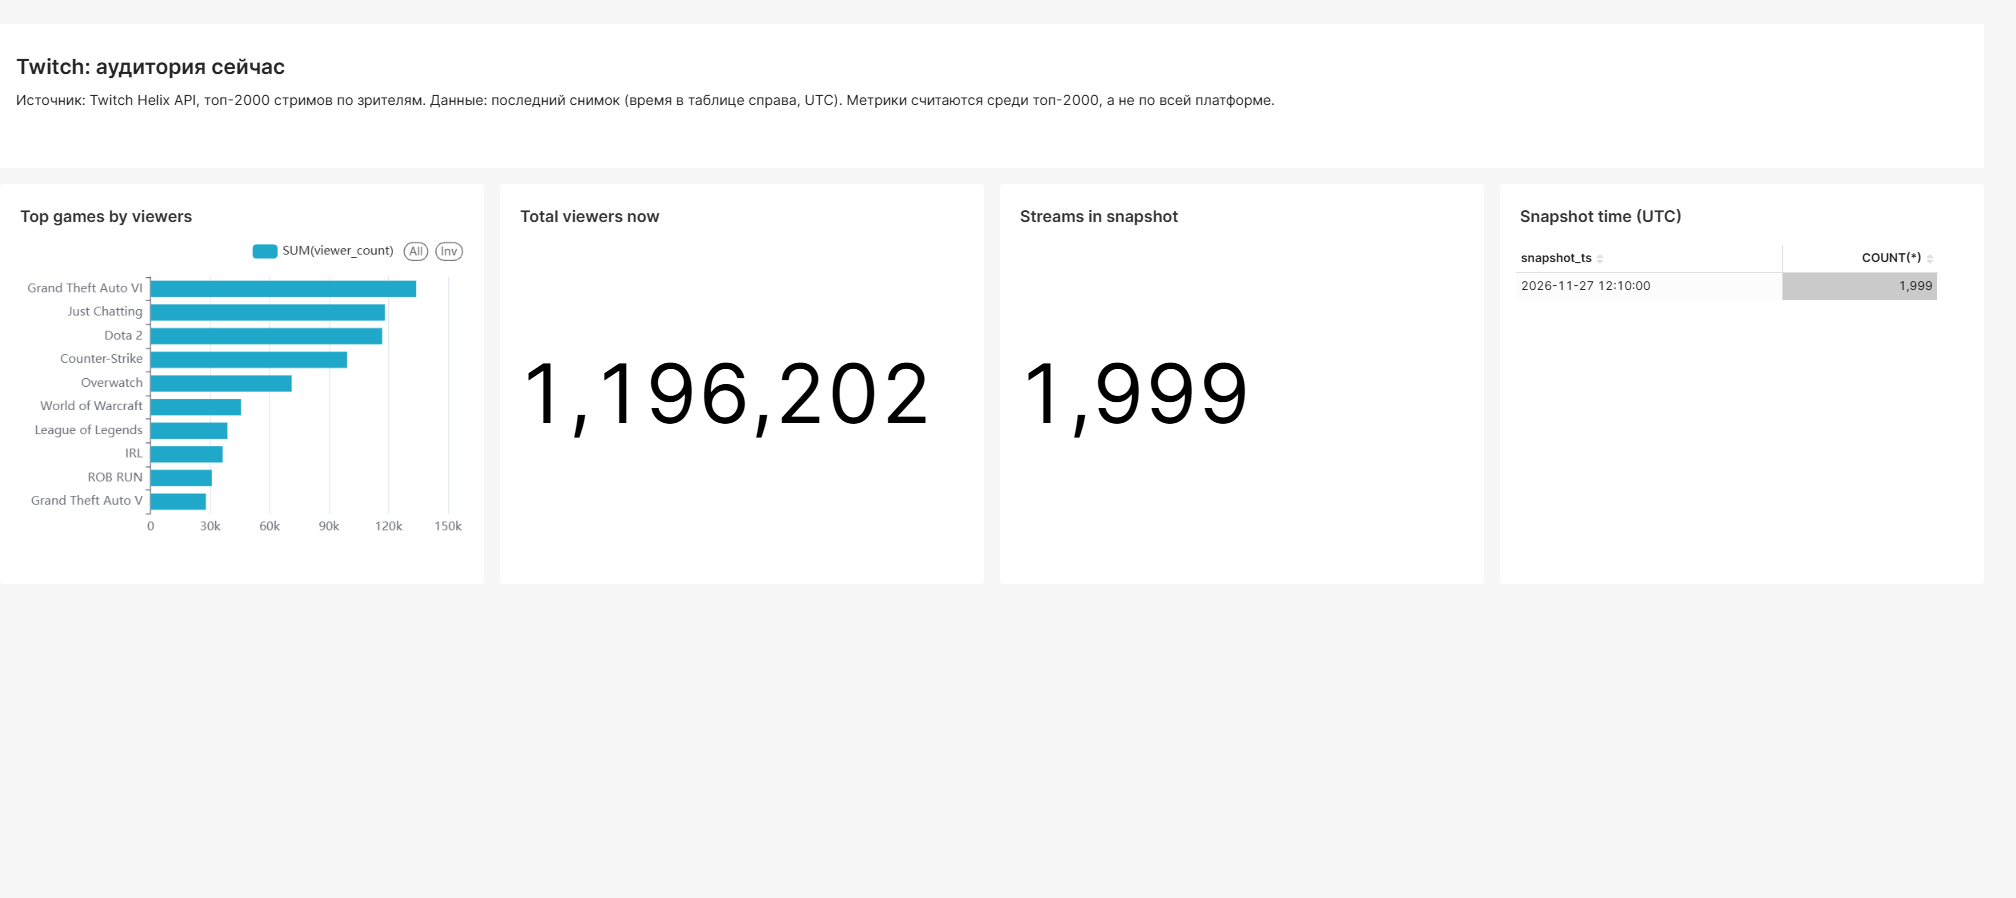 Twitch: аудитория сейчас
Источник: Twitch Helix API, топ-2000 стримов по зрителям. Данные: последний снимок (время в таблице справа, UTC). Метрики считаются среди топ-2000, а не по всей платформе.
Top games by viewers
SUM(viewer_count) All Inv
Grand Theft Auto VI
Just Chatting
Dota 2
Counter-Strike
Overwatch
World of Warcraft
League of Legends
IRL
ROB RUN
Grand Theft Auto V
0 30k 60k 90k 120k 150k
Total viewers now
1,196,202
Streams in snapshot
1,999
Snapshot time (UTC)
snapshot_ts COUNT(*)
2026-11-27 12:10:00 1,999